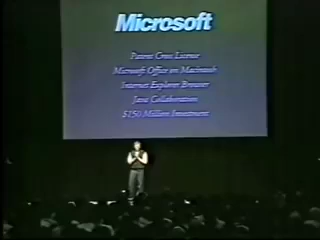 Microsoft
Patent Cross License
Microsoft Office on Macintosh
Internet Explorer Browser
Java Collaboration
$150 Million Investment